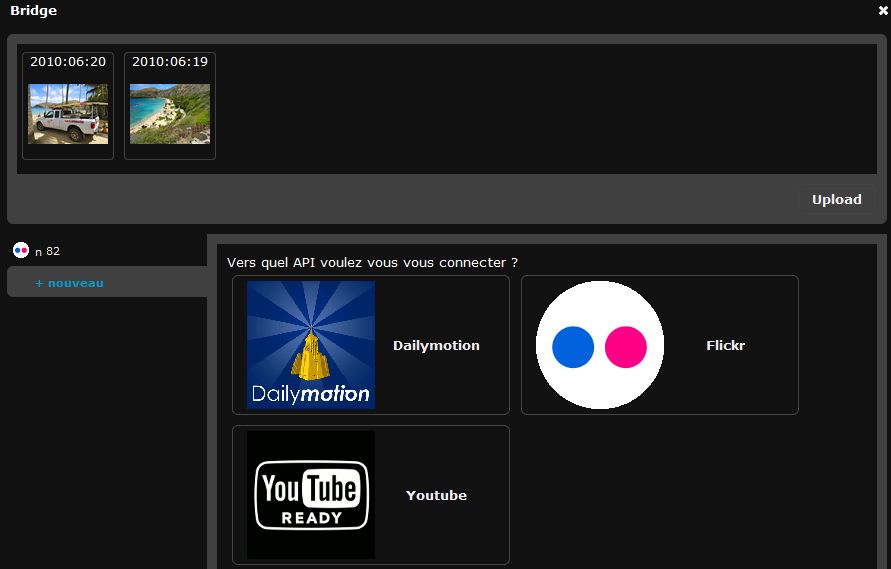 Bridge
2010:06:20
2010:06:19
Upload
n 82
+ nouveau
Vers quel API voulez vous vous connecter ?
Dailymotion
Dailymotion
Flickr
YouTube
READY
Youtube